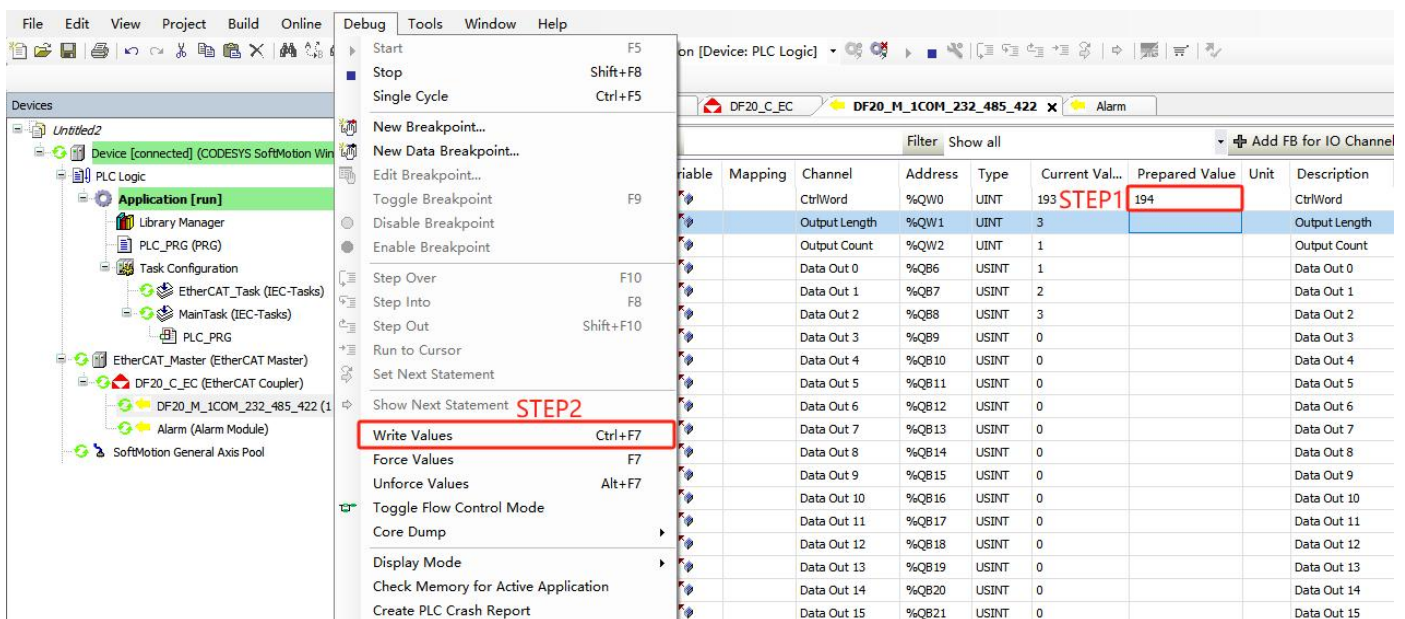 File Edit View Project Build Online Debug Tools Window Help
on [Device: PLC Logic]
Start F5
Stop Shift+F8
Single Cycle Ctrl+F5
New Breakpoint...
New Data Breakpoint...
Edit Breakpoint...
Toggle Breakpoint F9
Disable Breakpoint
Enable Breakpoint
Step Over F10
Step Into F8
Step Out Shift+F10
Run to Cursor
Set Next Statement
Show Next Statement STEP2
Write Values Ctrl+F7
Force Values F7
Unforce Values Alt+F7
Toggle Flow Control Mode
Core Dump
Display Mode
Check Memory for Active Application
Create PLC Crash Report
Devices
Untitled2
Device [connected] (CODESYS SoftMotion Win
PLC Logic
Application [run]
Library Manager
PLC_PRG (PRG)
Task Configuration
EtherCAT_Task (IEC-Tasks)
MainTask (IEC-Tasks)
PLC_PRG
EtherCAT_Master (EtherCAT Master)
DF20_C_EC (EtherCAT Coupler)
DF20_M_1COM_232_485_422 (1
Alarm (Alarm Module)
SoftMotion General Axis Pool
DF20_C_EC DF20_M_1COM_232_485_422 Alarm
Filter Show all Add FB for IO Channel
riable Mapping Channel Address Type Current Val... Prepared Value Unit Description
CtrlWord %QW0 UINT 193 STEP1 194 CtrlWord
Output Length %QW1 UINT 3 Output Length
Output Count %QW2 UINT 1 Output Count
Data Out 0 %QB6 USINT 1 Data Out 0
Data Out 1 %QB7 USINT 2 Data Out 1
Data Out 2 %QB8 USINT 3 Data Out 2
Data Out 3 %QB9 USINT 0 Data Out 3
Data Out 4 %QB10 USINT 0 Data Out 4
Data Out 5 %QB11 USINT 0 Data Out 5
Data Out 6 %QB12 USINT 0 Data Out 6
Data Out 7 %QB13 USINT 0 Data Out 7
Data Out 8 %QB14 USINT 0 Data Out 8
Data Out 9 %QB15 USINT 0 Data Out 9
Data Out 10 %QB16 USINT 0 Data Out 10
Data Out 11 %QB17 USINT 0 Data Out 11
Data Out 12 %QB18 USINT 0 Data Out 12
Data Out 13 %QB19 USINT 0 Data Out 13
Data Out 14 %QB20 USINT 0 Data Out 14
Data Out 15 %QB21 USINT 0 Data Out 15